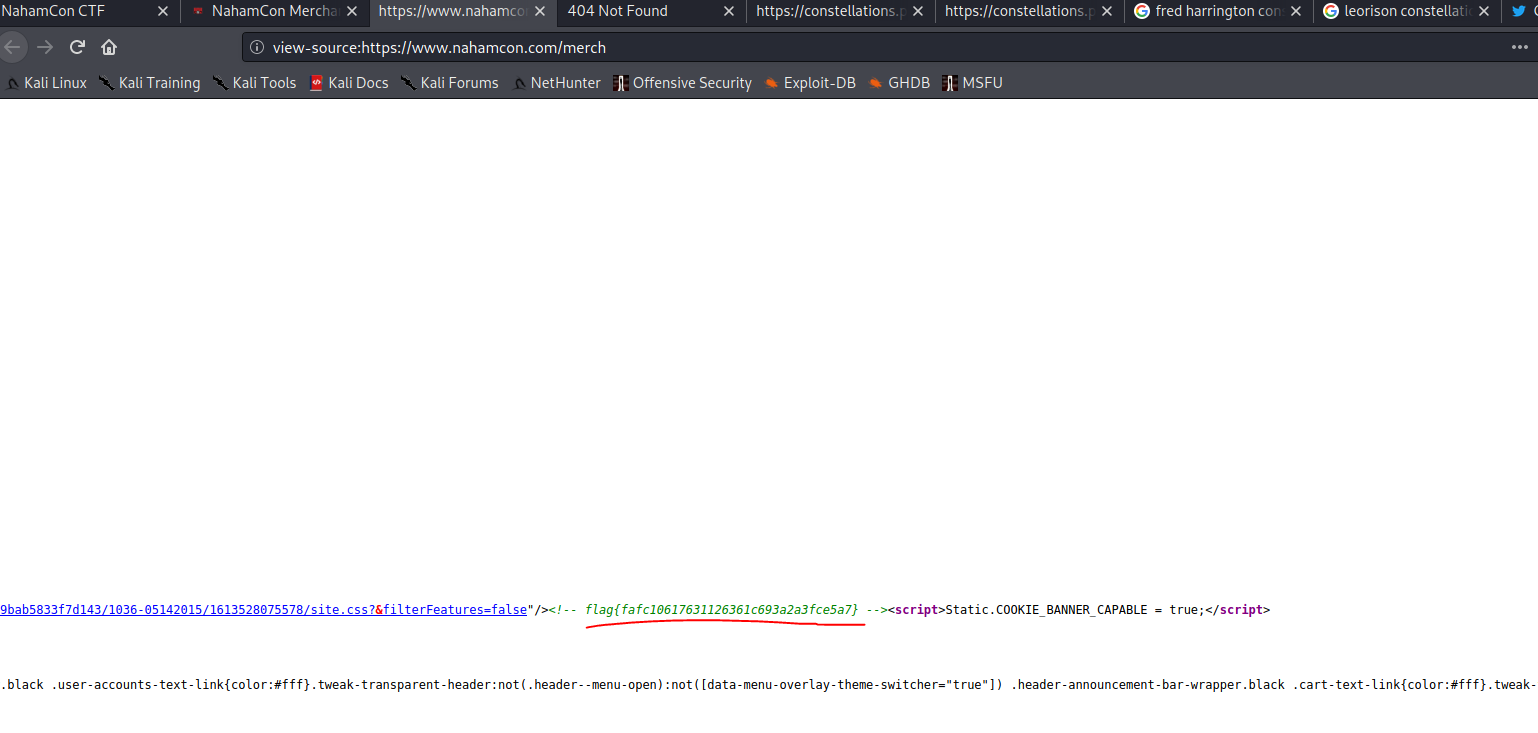 NahamCon CTF
NahamCon Mercha
https://www.nahamco
404 Not Found
https://constellations.p
https://constellations.p
fred harrington con
leorison constellati
view-source:https://www.nahamcon.com/merch
Kali Linux Kali Training Kali Tools Kali Docs Kali Forums NetHunter Offensive Security Exploit-DB GHDB MSFU
9bab5833f7d143/1036-05142015/1613528075578/site.css?&filterFeatures=false"/><!-- flag{fafc10617631126361c693a2a3fce5a7} --><script>Static.COOKIE_BANNER_CAPABLE = true;</script>
.black .user-accounts-text-link{color:#fff}.tweak-transparent-header:not(.header--menu-open):not([data-menu-overlay-theme-switcher="true"]) .header-announcement-bar-wrapper.black .cart-text-link{color:#fff}.tweak-